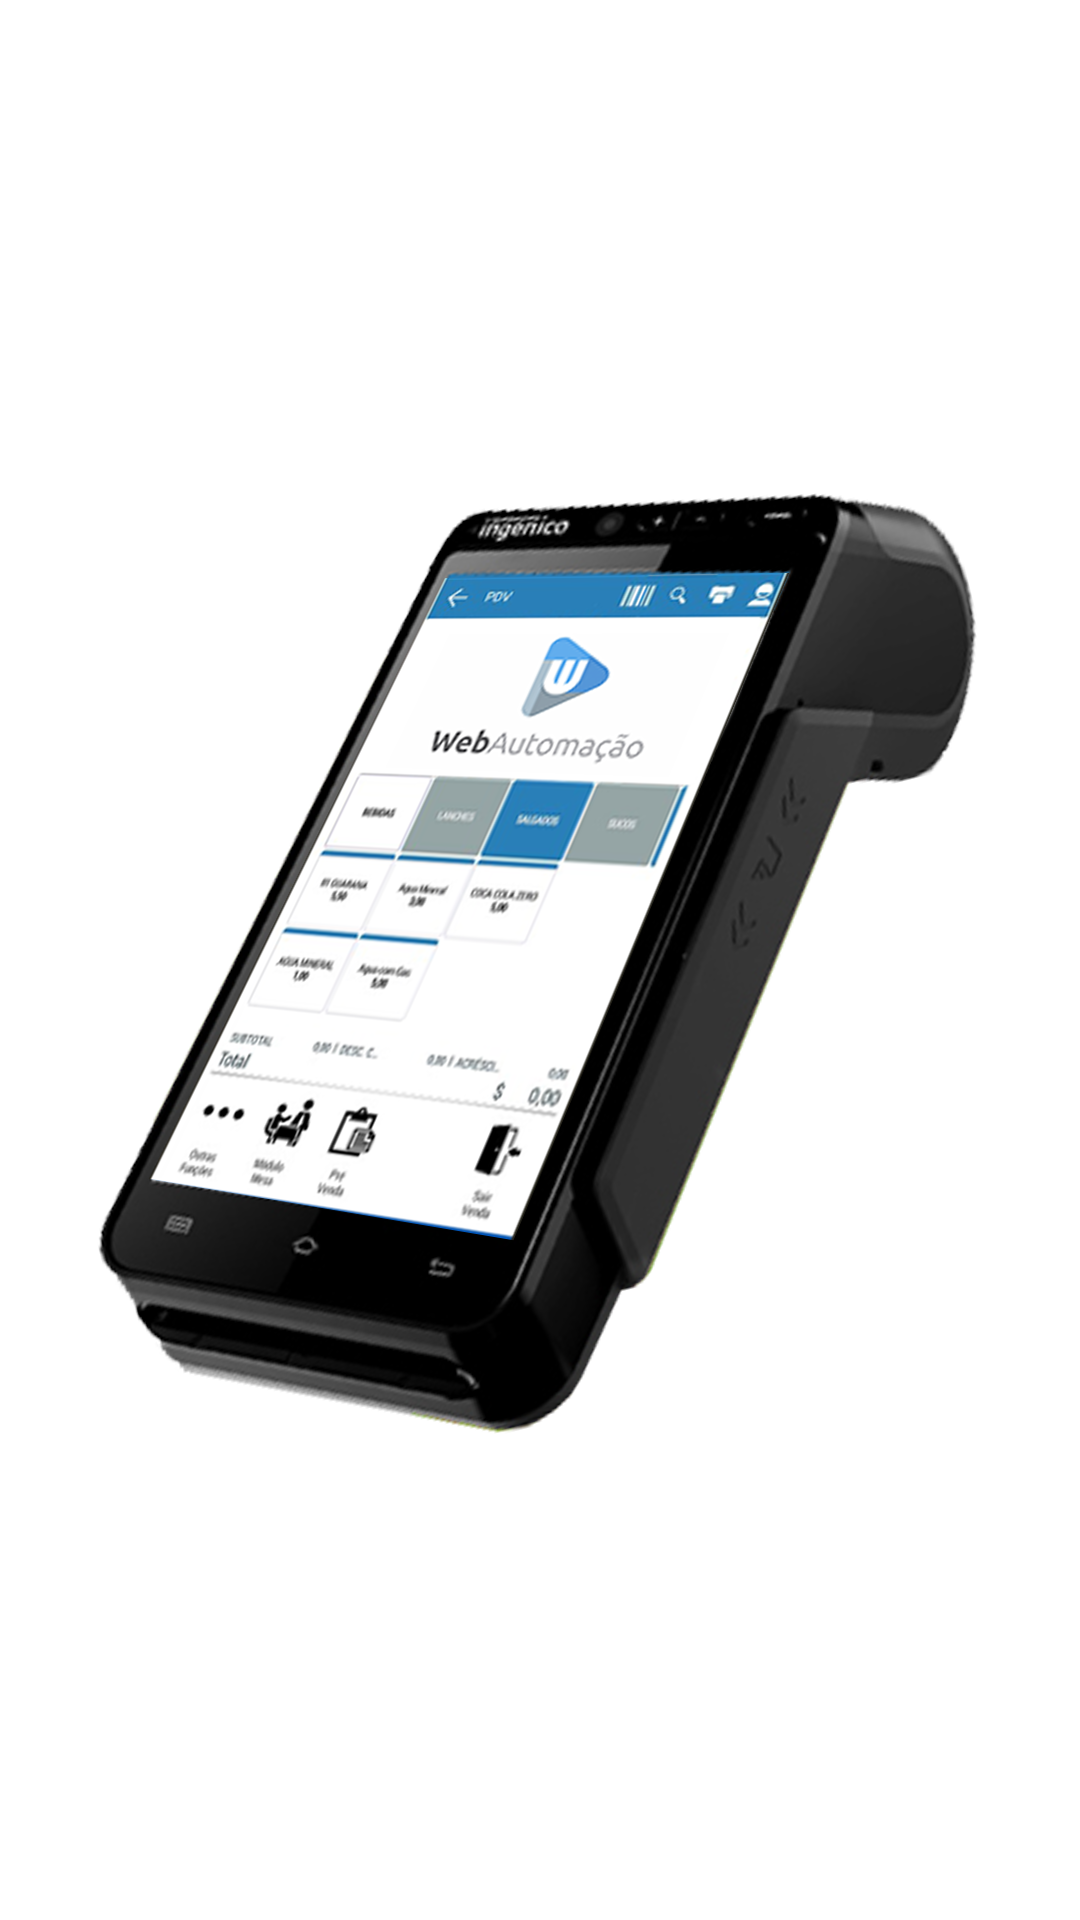 ingenico
PDV
W
WebAutomação
BEBIDAS
LANCHES
SALGADOS
SUCOS
RT GUARANA
5,50
Agua Mineral
3,00
COCA COLA ZERO
5,00
AGUA MINERAL
1,00
Agua com Gas
5,00
SUBTOTAL
0,00 | DESC. C...
0,00 | ACRÉSCI...
0,00
Total
$ 0,00
Outras
Funções
Módulo
Mesa
Pré
Venda
Sair
Venda